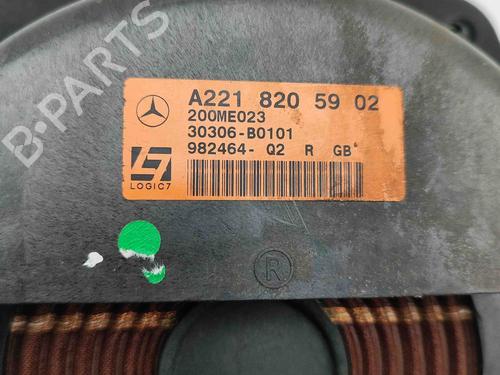 B-PARTS
A221 820 59 02
200ME023
30306-B0101
982464- Q2 R GB
LOGIC7
R